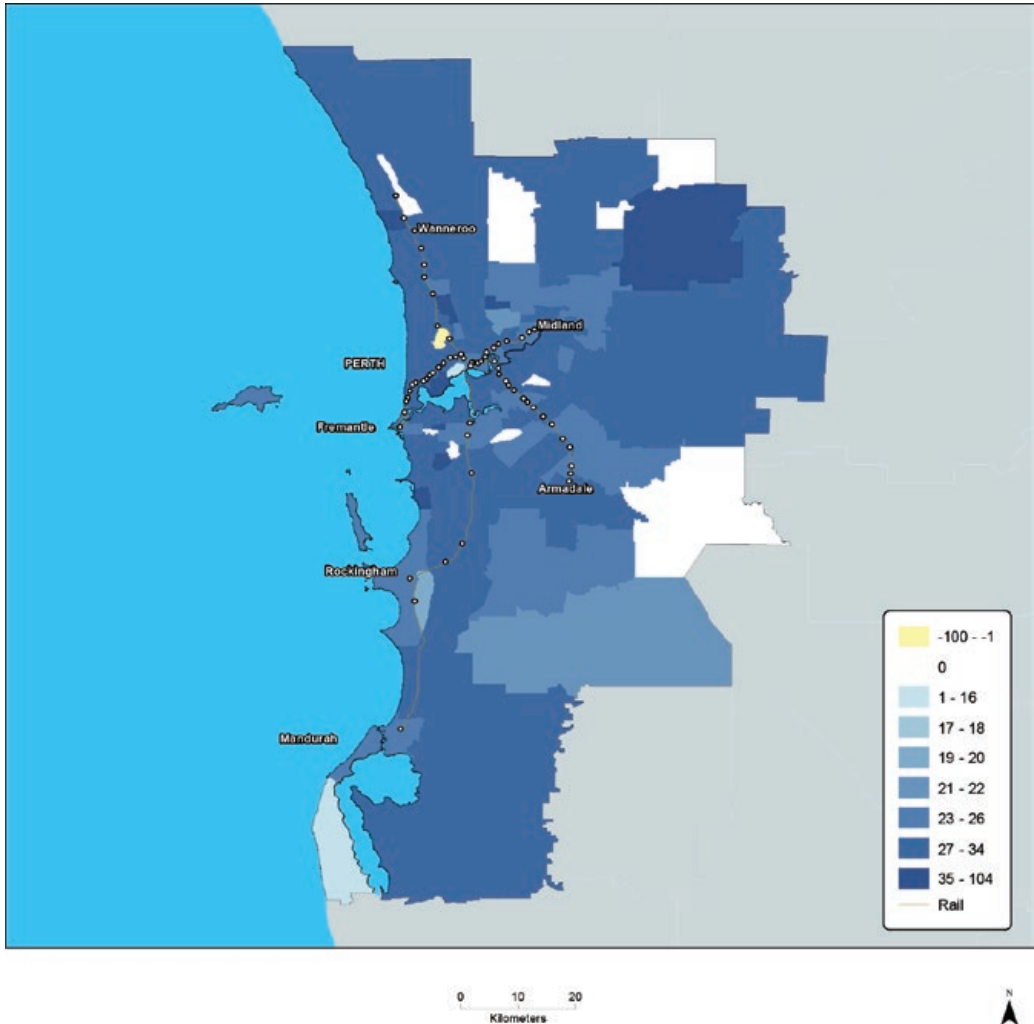 Wanneroo
Midland
PERTH
Fremantle
Armadale
Rockingham
Mandurah
-100 - -1
0
1 - 16
17 - 18
19 - 20
21 - 22
23 - 26
27 - 34
35 - 104
Rail
0 10 20
Kilometers
N